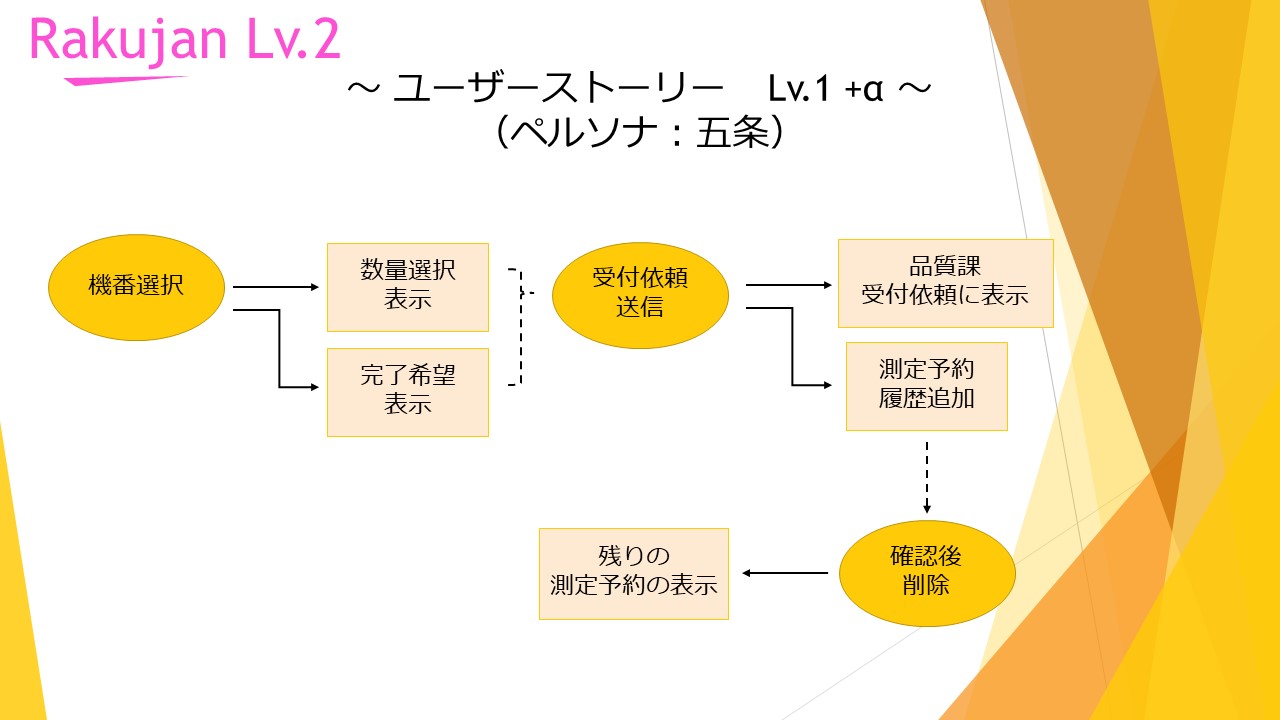 Rakujan Lv.2
～ ユーザーストーリー　Lv.1 +α ～
（ペルソナ：五条）
機番選択
数量選択
表示
完了希望
表示
受付依頼
送信
品質課
受付依頼に表示
測定予約
履歴追加
確認後
削除
残りの
測定予約の表示